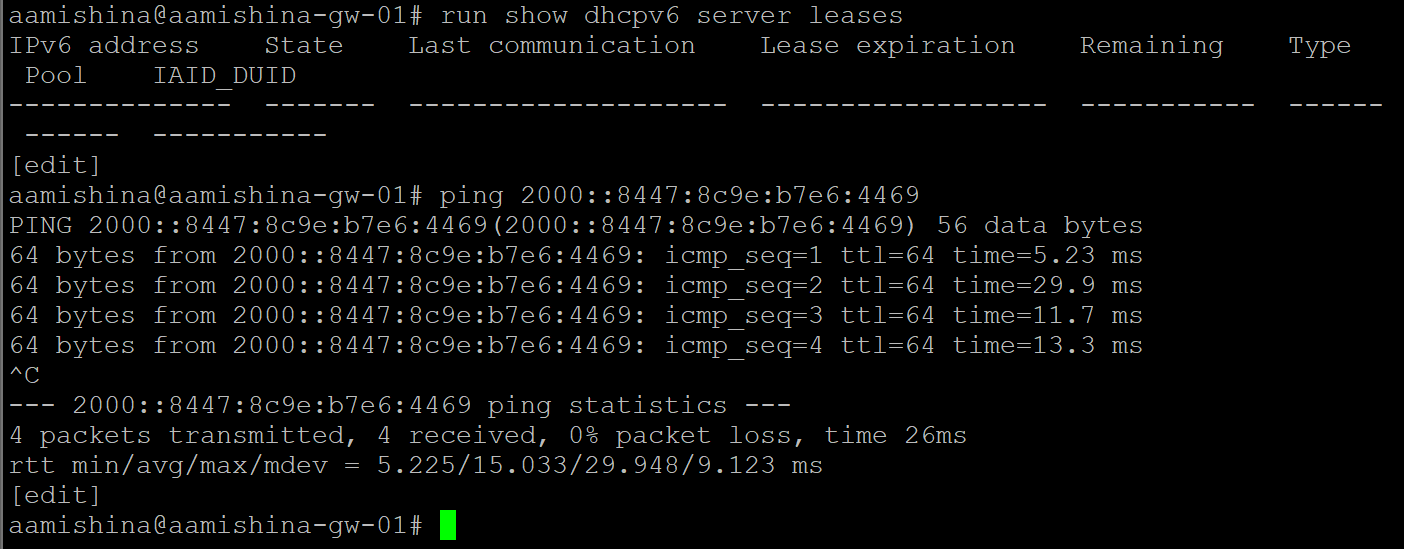 aamishina@aamishina-gw-01# run show dhcpv6 server leases
IPv6 address    State    Last communication    Lease expiration    Remaining    Type
 Pool    IAID_DUID
--------------  -------  --------------------  ------------------  -----------  ------
 ------  -----------
[edit]
aamishina@aamishina-gw-01# ping 2000::8447:8c9e:b7e6:4469
PING 2000::8447:8c9e:b7e6:4469(2000::8447:8c9e:b7e6:4469) 56 data bytes
64 bytes from 2000::8447:8c9e:b7e6:4469: icmp_seq=1 ttl=64 time=5.23 ms
64 bytes from 2000::8447:8c9e:b7e6:4469: icmp_seq=2 ttl=64 time=29.9 ms
64 bytes from 2000::8447:8c9e:b7e6:4469: icmp_seq=3 ttl=64 time=11.7 ms
64 bytes from 2000::8447:8c9e:b7e6:4469: icmp_seq=4 ttl=64 time=13.3 ms
^C
--- 2000::8447:8c9e:b7e6:4469 ping statistics ---
4 packets transmitted, 4 received, 0% packet loss, time 26ms
rtt min/avg/max/mdev = 5.225/15.033/29.948/9.123 ms
[edit]
aamishina@aamishina-gw-01#